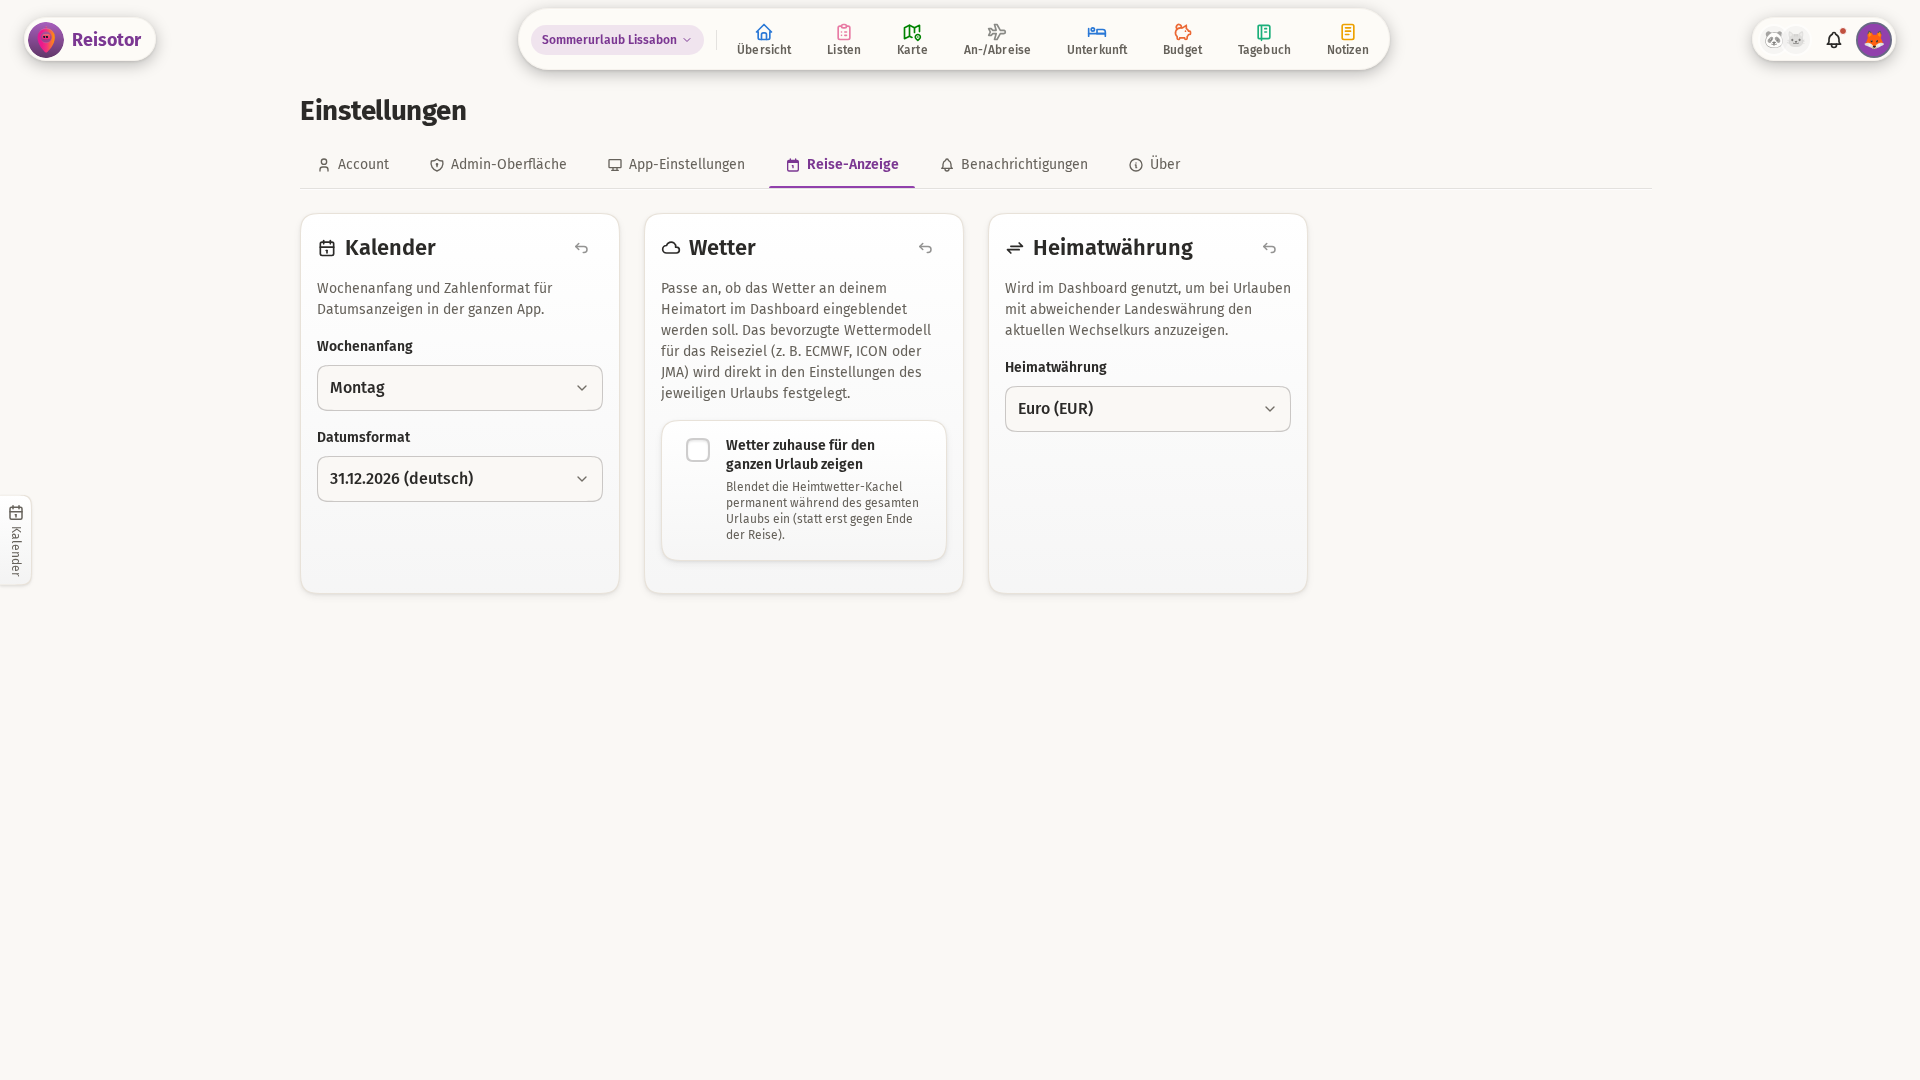 Reisotor
Sommerurlaub Lissabon
Übersicht
Listen
Karte
An-/Abreise
Unterkunft
Budget
Tagebuch
Notizen
Einstellungen
Account
Admin-Oberfläche
App-Einstellungen
Reise-Anzeige
Benachrichtigungen
Über
Kalender
Wochenanfang und Zahlenformat für
Datumsanzeigen in der ganzen App.
Wochenanfang
Montag
Datumsformat
31.12.2026 (deutsch)
Wetter
Passe an, ob das Wetter an deinem
Heimatort im Dashboard eingeblendet
werden soll. Das bevorzugte Wettermodell
für das Reiseziel (z. B. ECMWF, ICON oder
JMA) wird direkt in den Einstellungen des
jeweiligen Urlaubs festgelegt.
Wetter zuhause für den
ganzen Urlaub zeigen
Blendet die Heimtwetter-Kachel
permanent während des gesamten
Urlaubs ein (statt erst gegen Ende
der Reise).
Heimatwährung
Wird im Dashboard genutzt, um bei Urlauben
mit abweichender Landeswährung den
aktuellen Wechselkurs anzuzeigen.
Heimatwährung
Euro (EUR)
Kalender